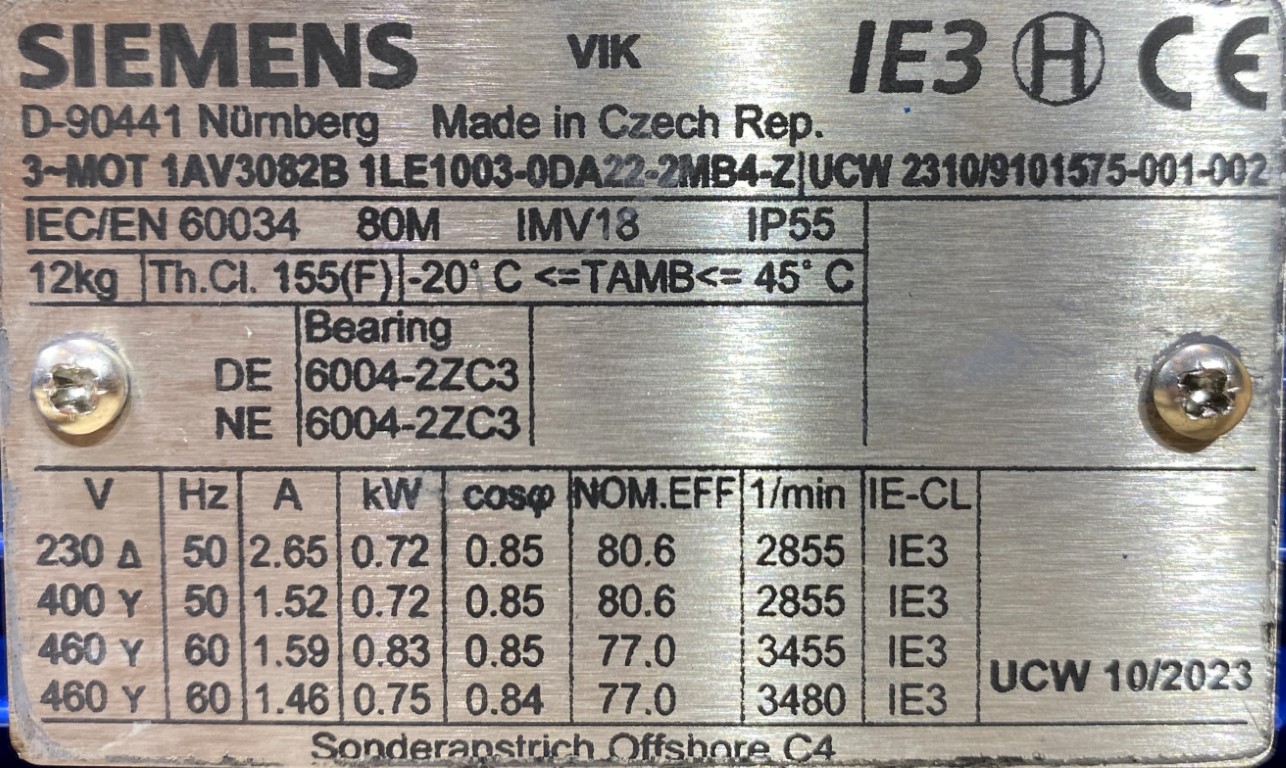 SIEMENS VIK IE3 H CE
D-90441 Nürnberg Made in Czech Rep.
3~MOT 1AV3082B 1LE1003-0DA22-2MB4-Z UCW 2310/9101575-001-002
IEC/EN 60034 80M IMV18 IP55
12kg Th.Cl. 155(F) -20° C <=TAMB<= 45° C
Bearing
DE 6004-2ZC3
NE 6004-2ZC3
V Hz A kW cosφ NOM.EFF 1/min IE-CL
230 Δ 50 2.65 0.72 0.85 80.6 2855 IE3
400 Y 50 1.52 0.72 0.85 80.6 2855 IE3
460 Y 60 1.59 0.83 0.85 77.0 3455 IE3
460 Y 60 1.46 0.75 0.84 77.0 3480 IE3
UCW 10/2023
Sonderanstrich Offshore C4